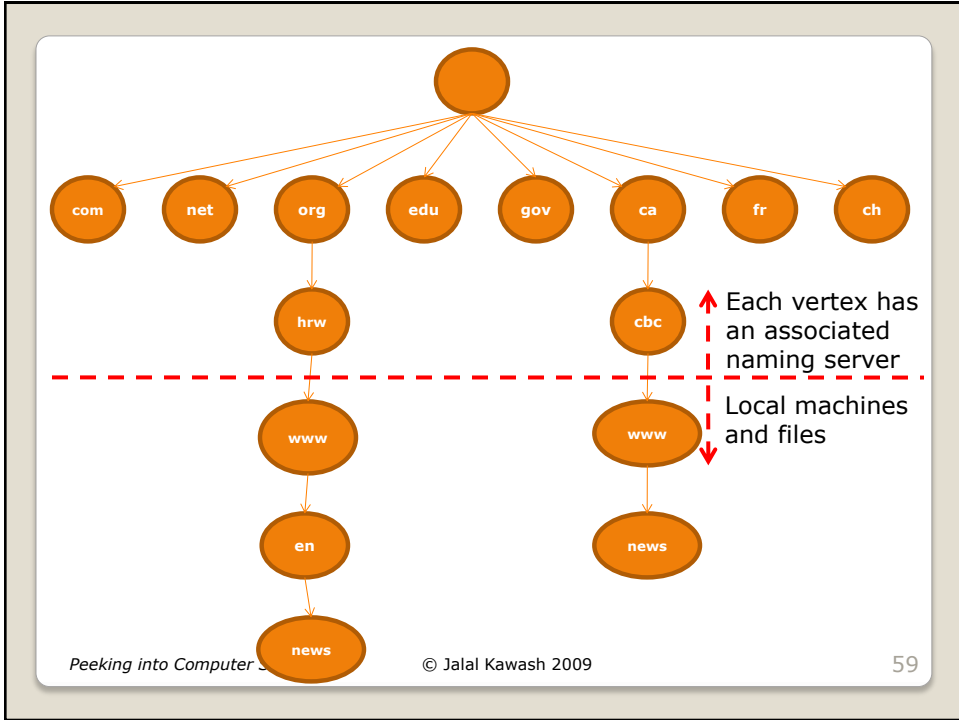 com net org edu gov ca fr ch
hrw cbc
Each vertex has
an associated
naming server
www www
Local machines
and files
en news
news
Peeking into Computer S
© Jalal Kawash 2009
59